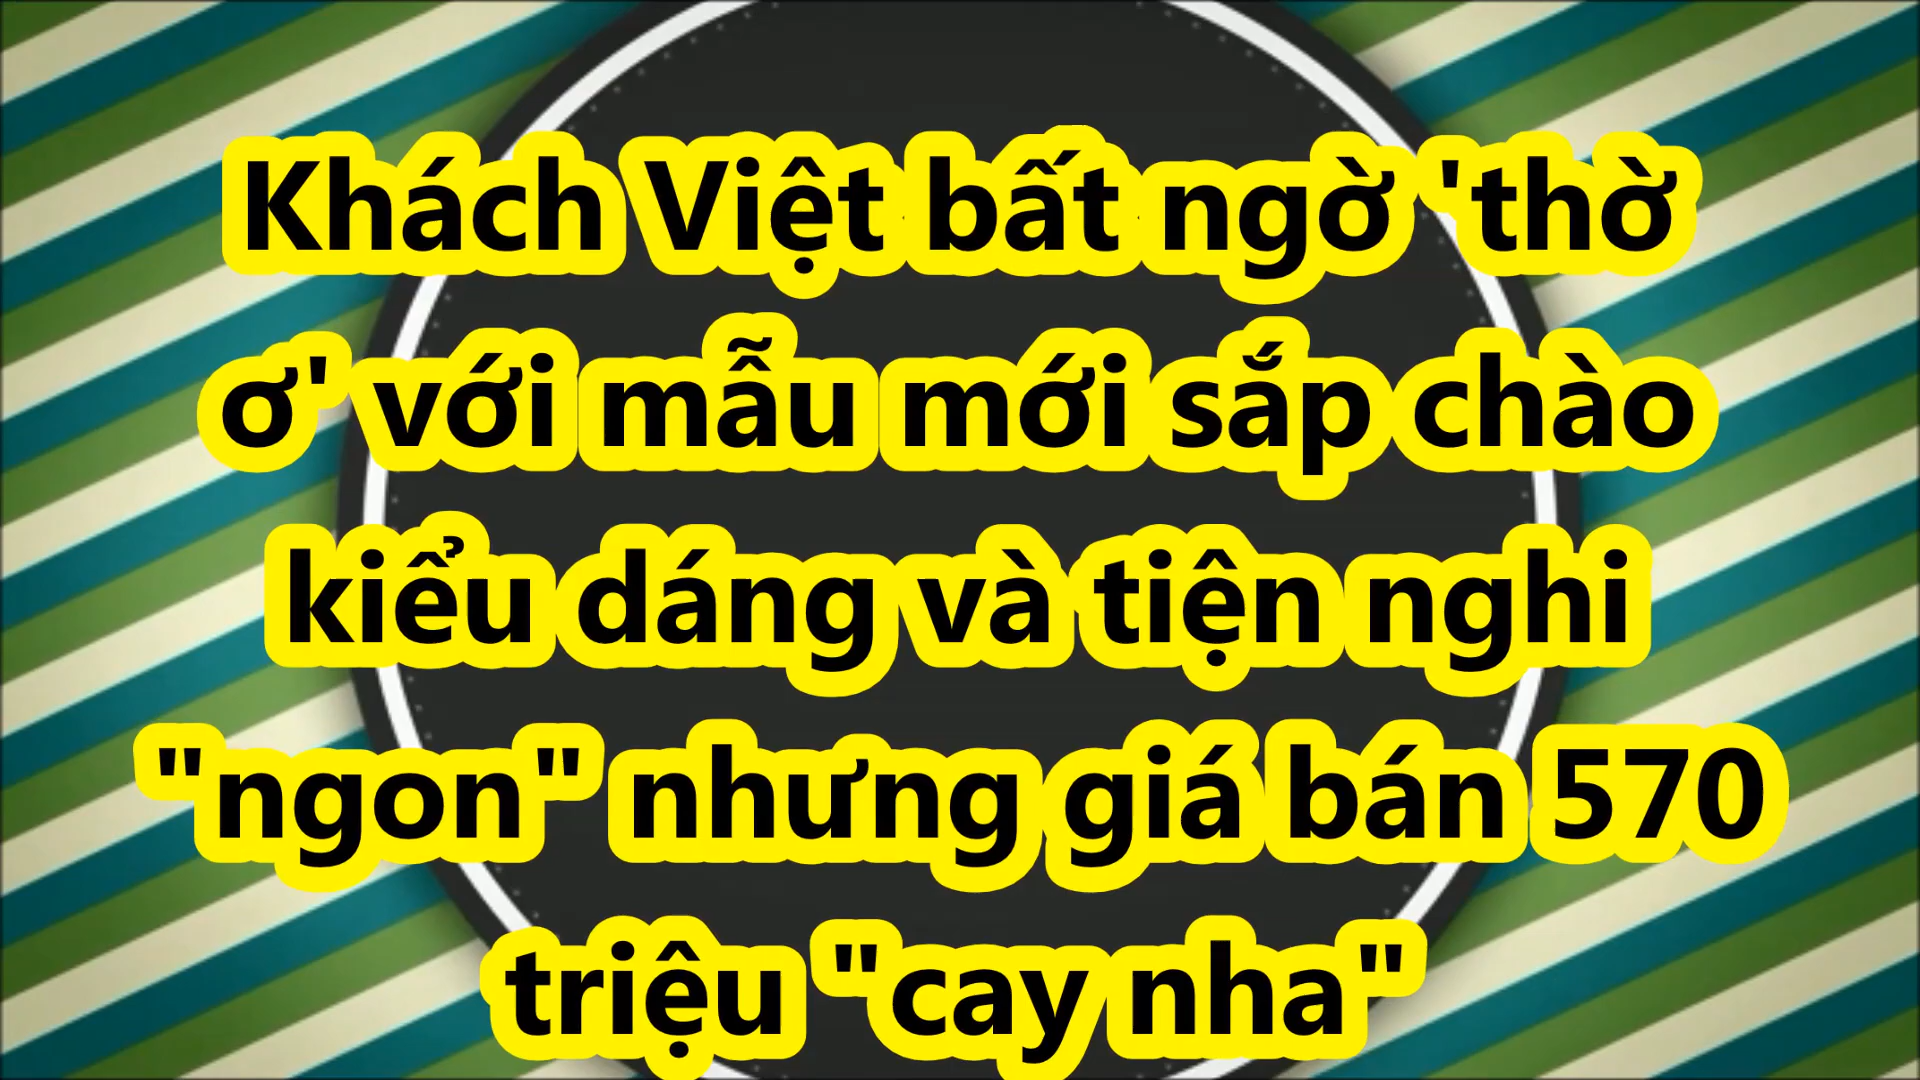 Khách Việt bất ngờ 'thờ
ơ' với mẫu mới sắp chào
kiểu dáng và tiện nghi
"ngon" nhưng giá bán 570
triệu "cay nha"